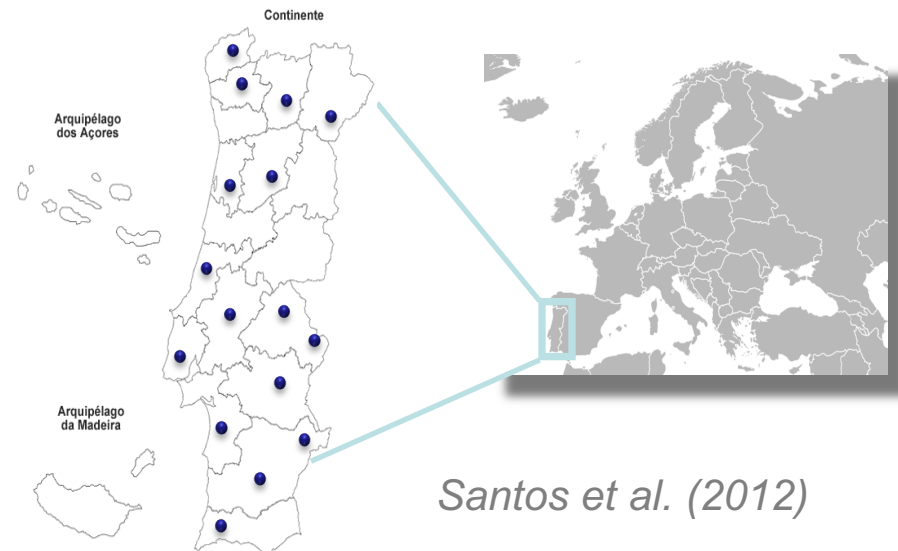 Continente
Arquipélago
dos Açores
Arquipélago
da Madeira
Santos et al. (2012)